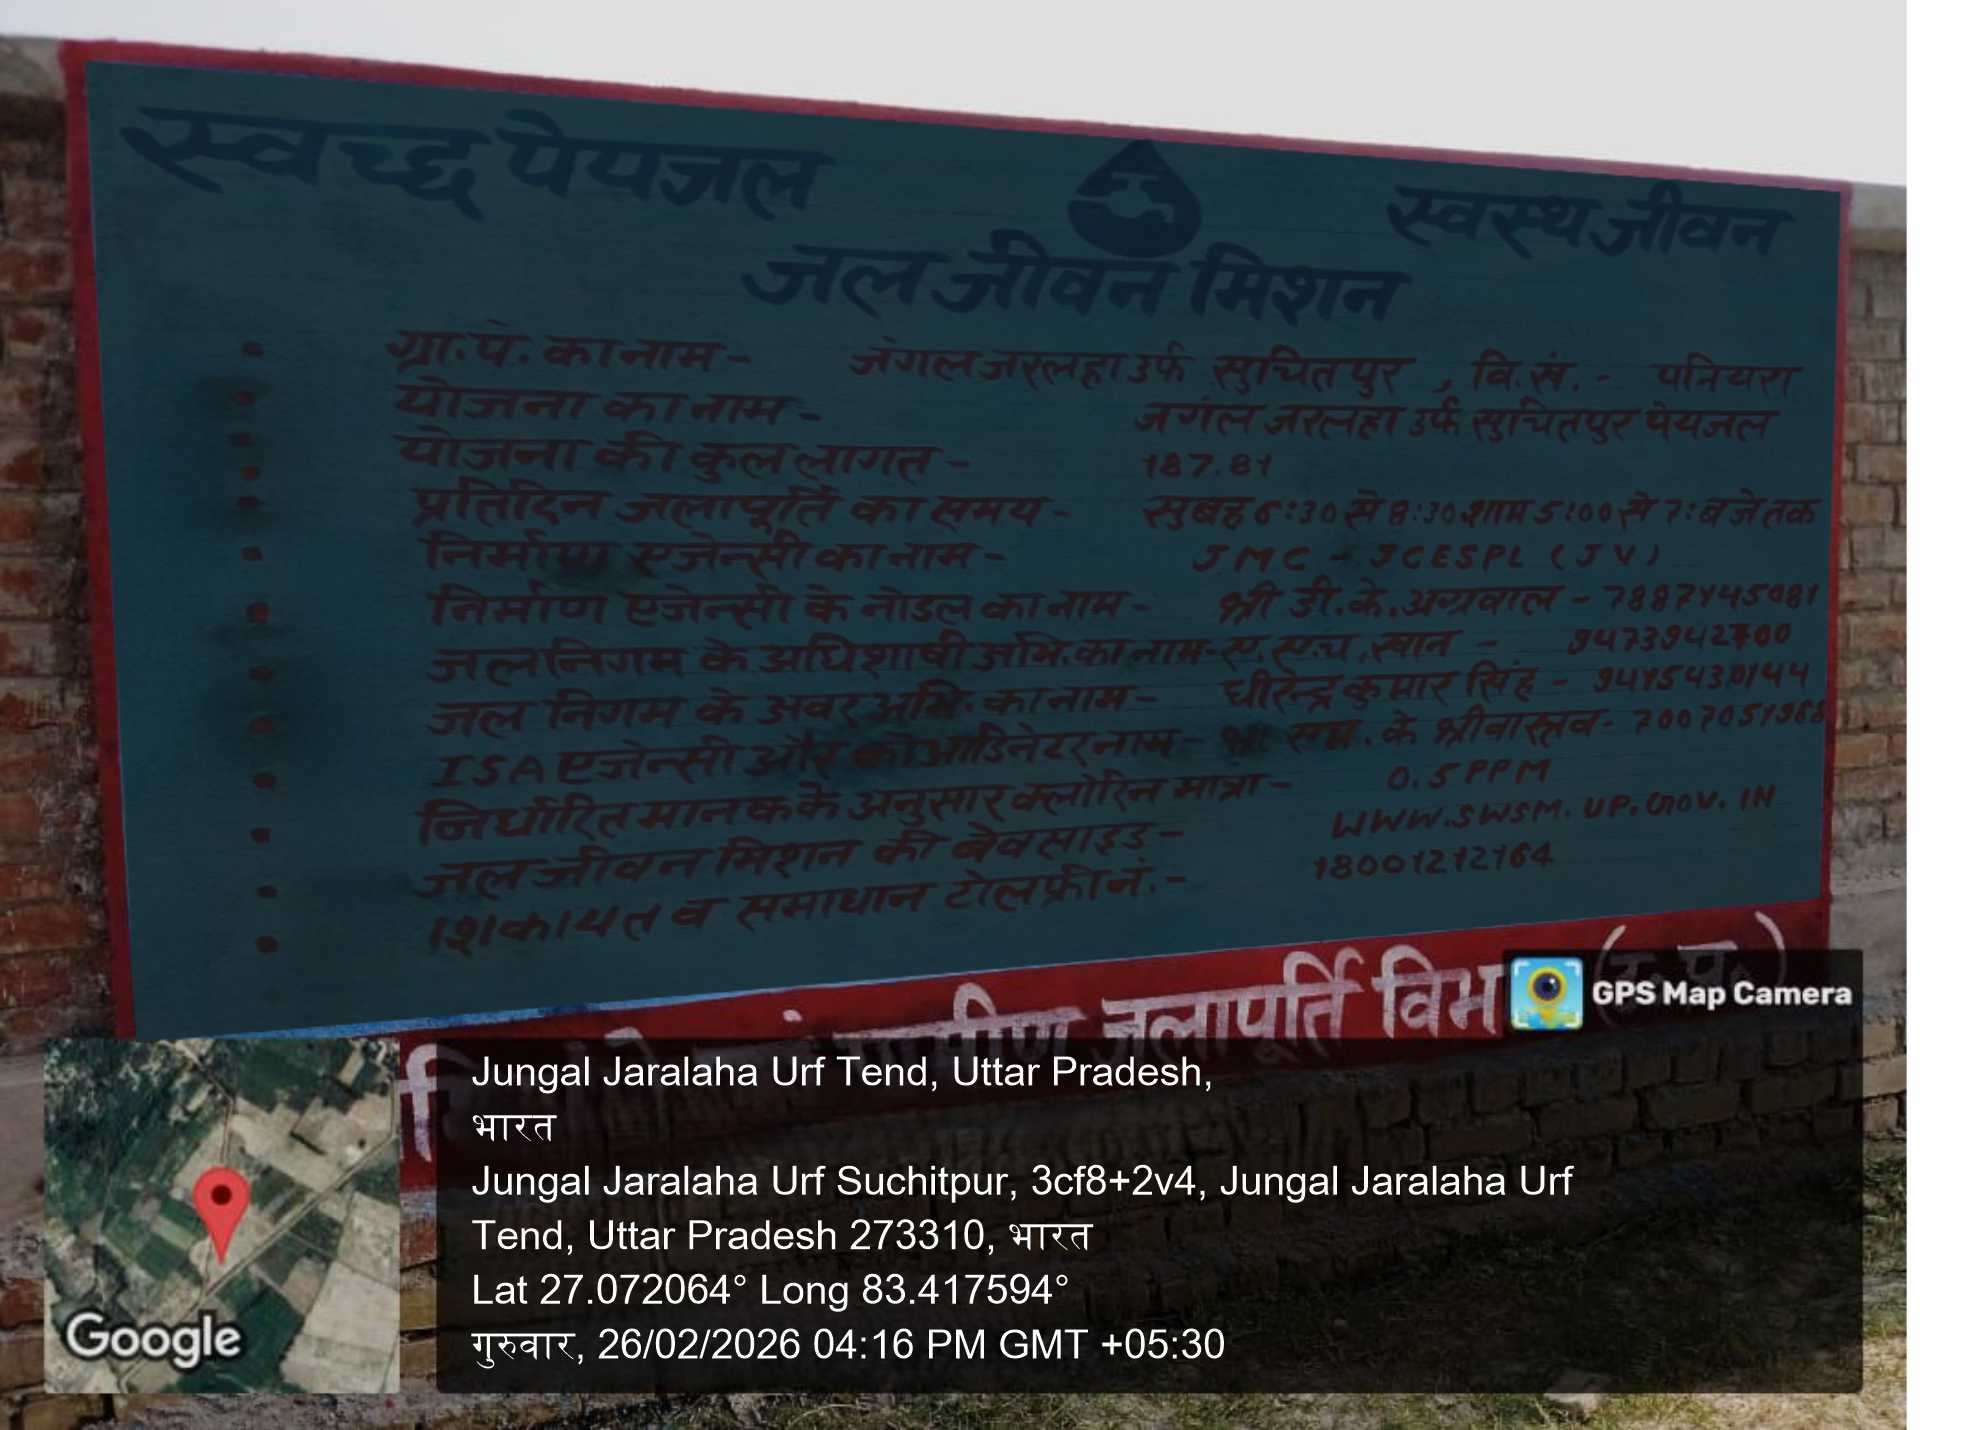 स्वच्छ पेयजल
स्वस्थ जीवन
जल जीवन मिशन
ग्रा.पं. का नाम - जंगल जरलहा उर्फ सुचितपुर , वि.सं. - पनियरा
योजना का नाम - जगंल जरलहा उर्फ सुचितपुर पेयजल
योजना की कुल लागत - 187.81
प्रतिदिन जलापूर्ति का समय - सुबह 6:30 से 8:30 शाम 5:00 से 7: बजे तक
निर्माण एजेन्सी का नाम - JMC - JCESPL (JV)
निर्माण एजेन्सी के नोडल का नाम - श्री डी.के. अग्रवाल - 7887145081
जल निगम के अधिशाषी अभि. का नाम - ए.एच. खान - 9473942700
जल निगम के अवर अभि. का नाम - धीरेन्द्र कुमार सिंह -
ISA एजेन्सी और कोआडिनेटर नाम - एम. के श्रीवास्तव - 7007051988
निर्धारित मानक के अनुसार क्लोरिन मात्रा - 0.5 PPM
जल जीवन मिशन की बेवसाइड - WWW.SWSM.UP.GOV.IN
शिकायत व समाधान टोलफ्री नं. - 18001212164
ग्रामीण जलापूर्ति विभ (उ.प्र.)
GPS Map Camera
Jungal Jaralaha Urf Tend, Uttar Pradesh,
भारत
Jungal Jaralaha Urf Suchitpur, 3cf8+2v4, Jungal Jaralaha Urf
Tend, Uttar Pradesh 273310, भारत
Lat 27.072064° Long 83.417594°
गुरुवार, 26/02/2026 04:16 PM GMT +05:30
Google